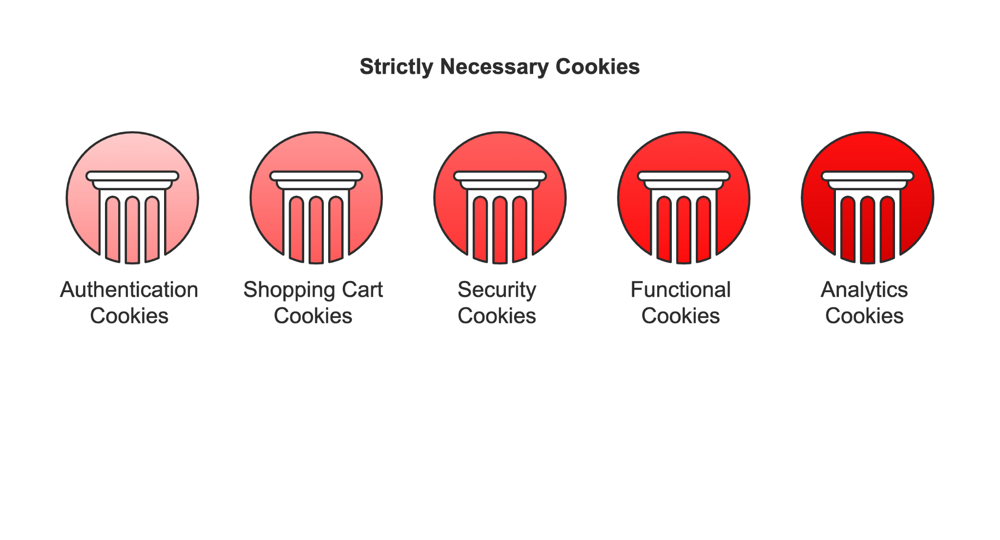 Strictly Necessary Cookies
Authentication
Cookies
Shopping Cart
Cookies
Security
Cookies
Functional
Cookies
Analytics
Cookies